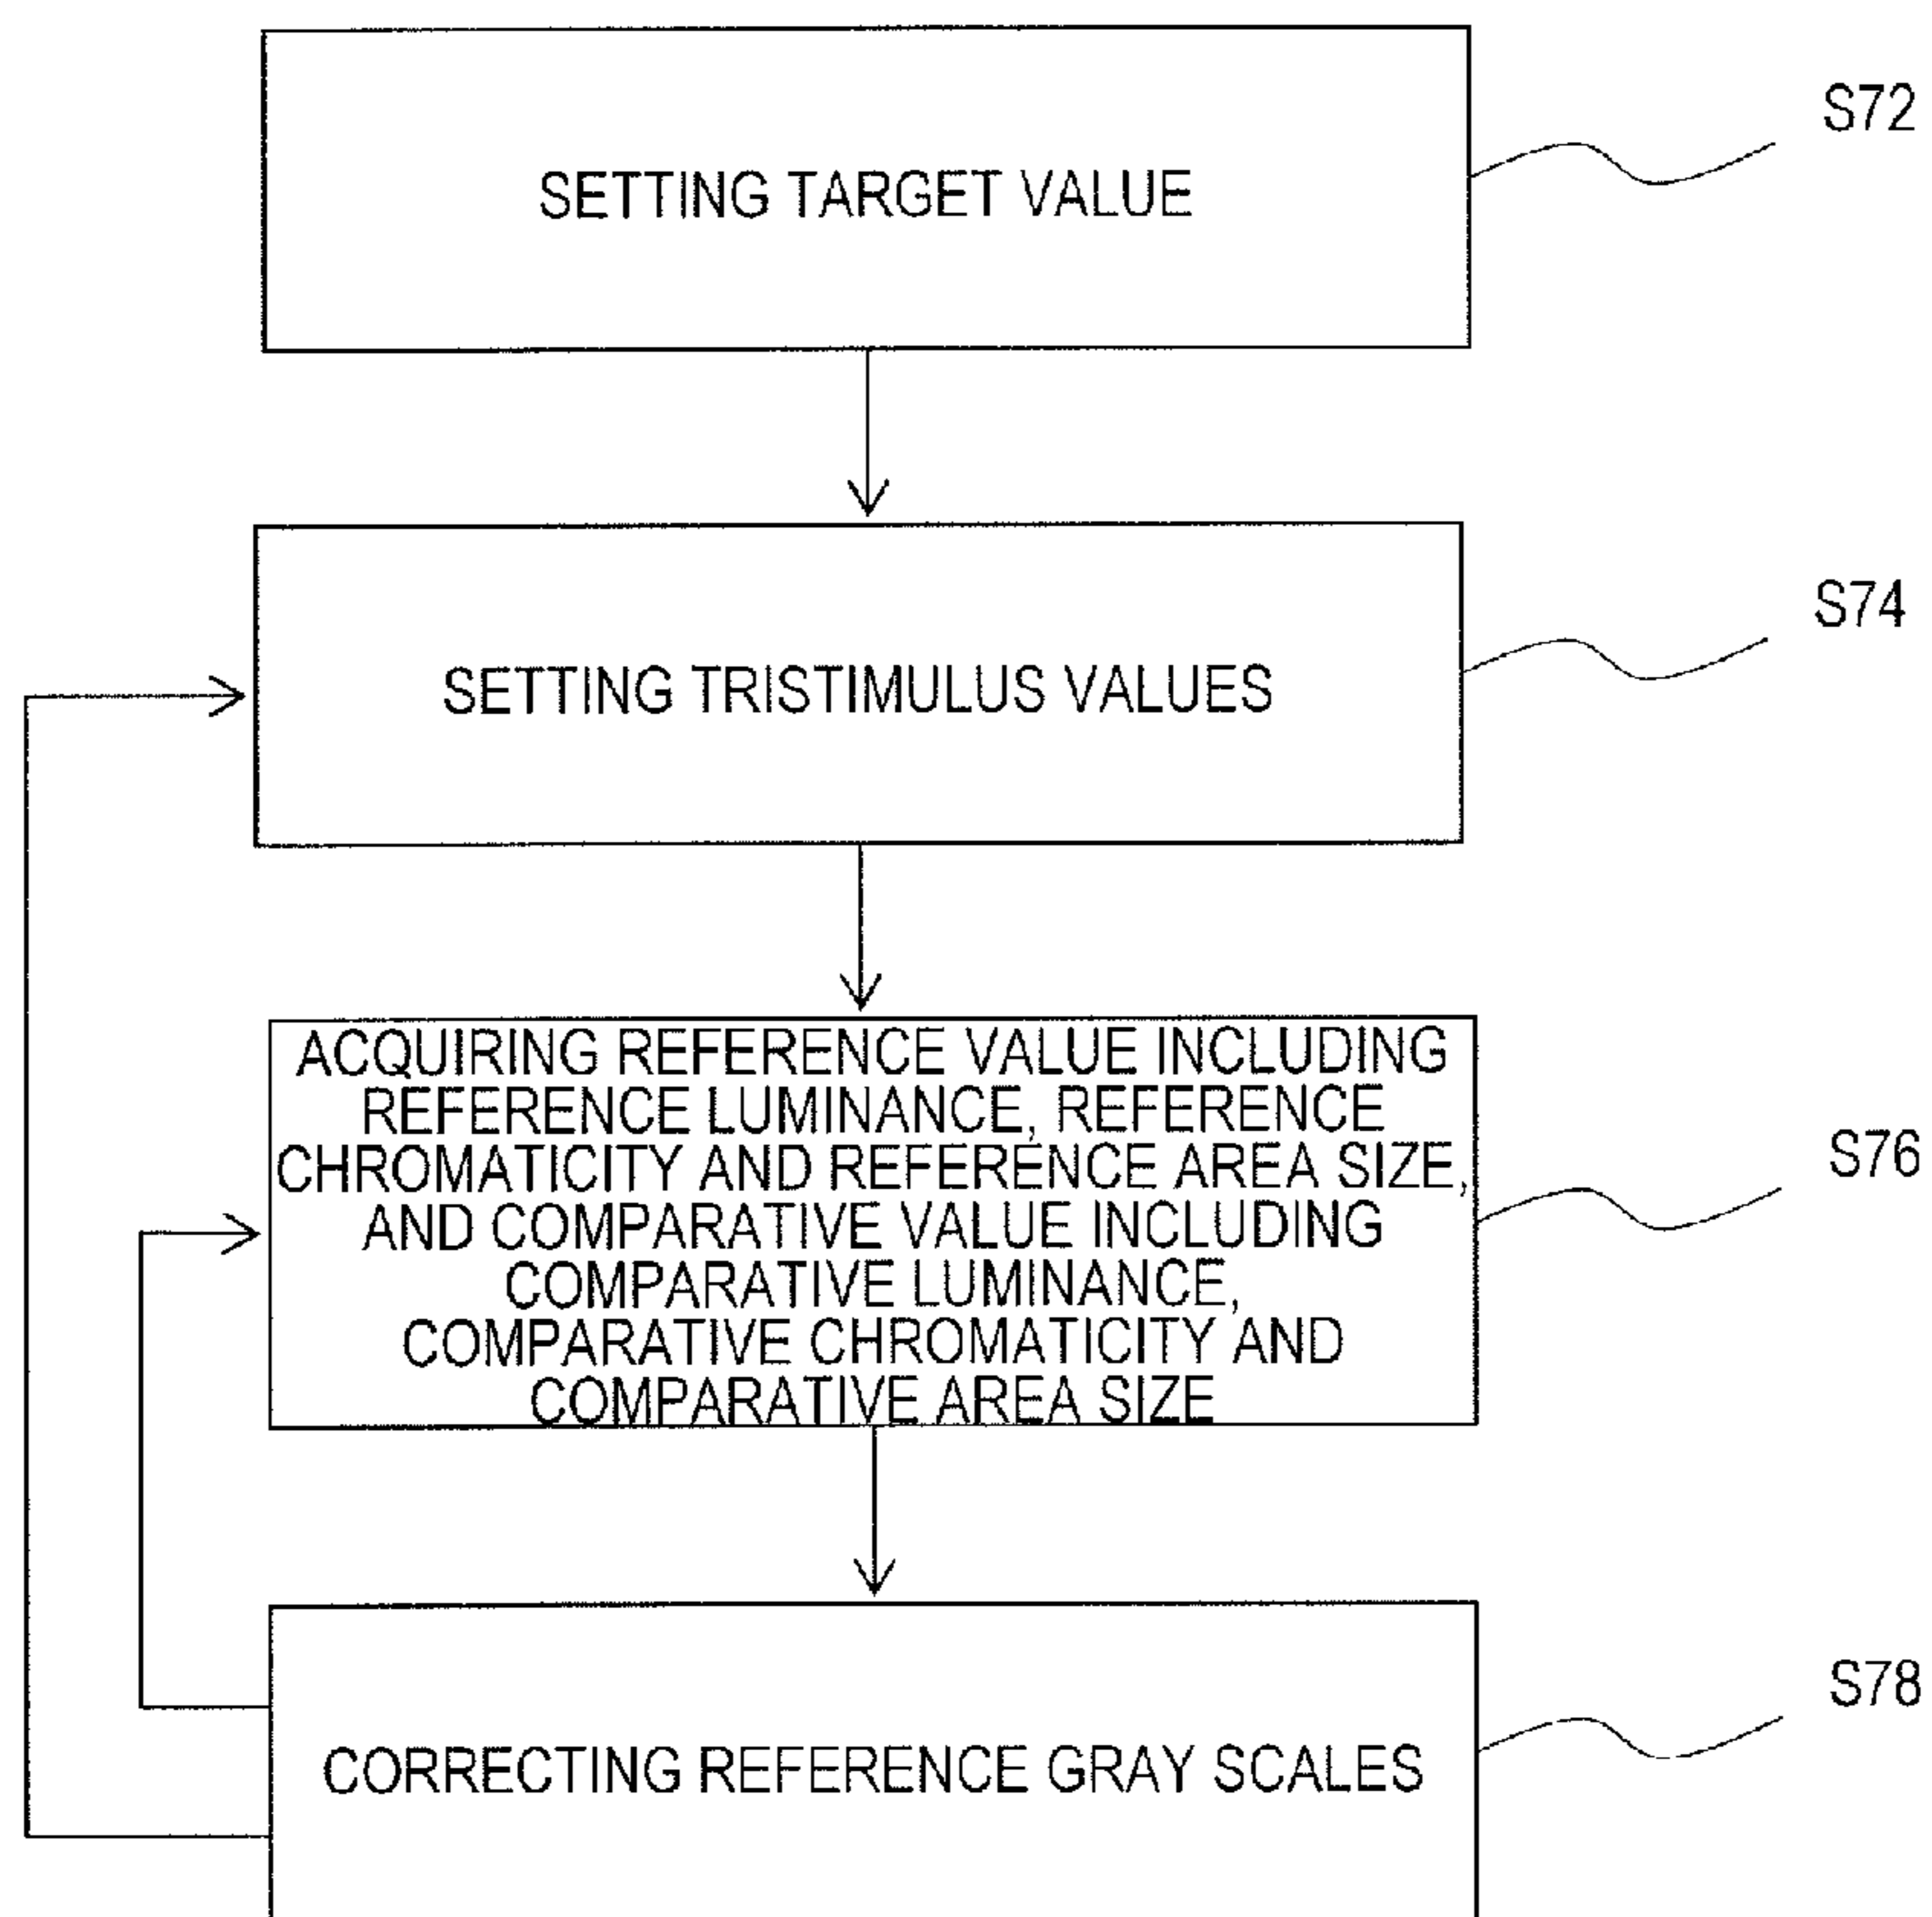 SETTING TARGET VALUE
S72
SETTING TRISTIMULUS VALUES
S74
ACQUIRING REFERENCE VALUE INCLUDING
REFERENCE LUMINANCE, REFERENCE
CHROMATICITY AND REFERENCE AREA SIZE,
AND COMPARATIVE VALUE INCLUDING
COMPARATIVE LUMINANCE,
COMPARATIVE CHROMATICITY AND
COMPARATIVE AREA SIZE
S76
CORRECTING REFERENCE GRAY SCALES
S78